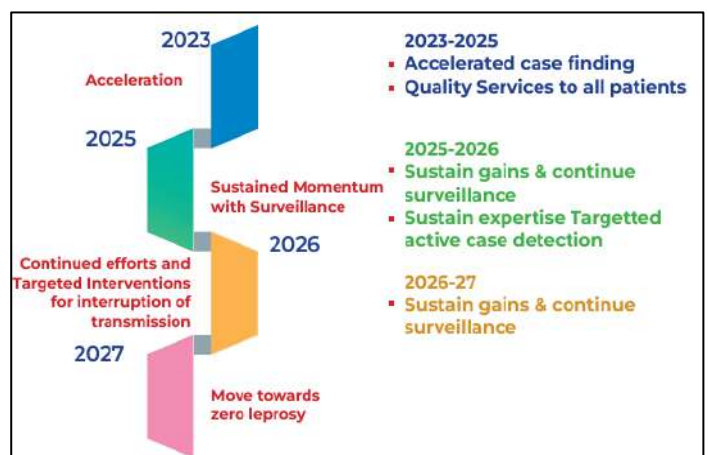 2023
Acceleration
2025
Sustained Momentum
with Surveillance
2026
Continued efforts and
Targeted Interventions
for interruption of
transmission
2027
Move towards
zero leprosy
2023-2025
Accelerated case finding
Quality Services to all patients
2025-2026
Sustain gains & continue
surveillance
Sustain expertise Targetted
active case detection
2026-27
Sustain gains & continue
surveillance